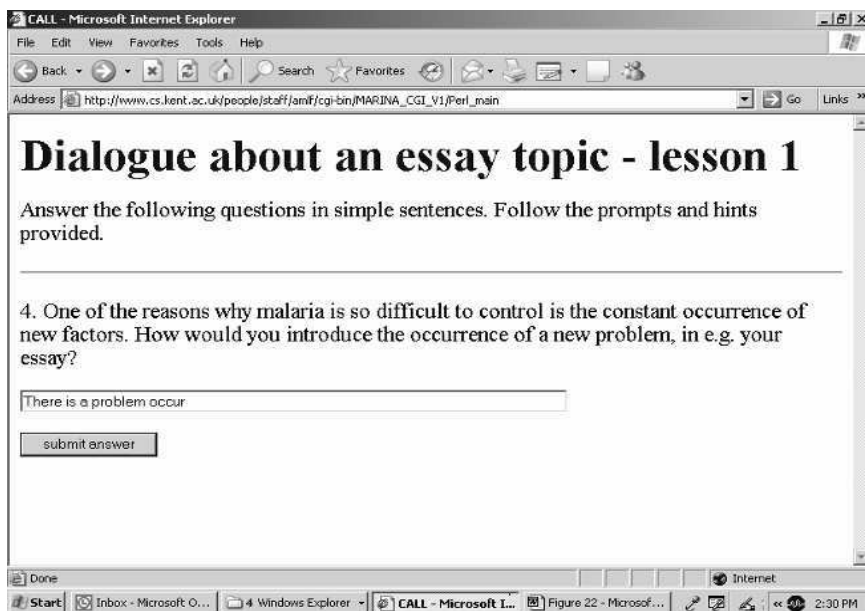 CALL - Microsoft Internet Explorer
File Edit View Favorites Tools Help
Back Search Favorites
Address http://www.cs.kent.ac.uk/people/staff/amlf/cgi-bin/MARINA_CGI_V1/Perl_main Go Links »
Dialogue about an essay topic - lesson 1
Answer the following questions in simple sentences. Follow the prompts and hints
provided.
4. One of the reasons why malaria is so difficult to control is the constant occurrence of
new factors. How would you introduce the occurrence of a new problem, in e.g. your
essay?
There is a problem occur
submit answer
Done Internet
Start Inbox - Microsoft O... 4 Windows Explorer CALL - Microsoft I... Figure 22 - Microsof... « 2:30 PM